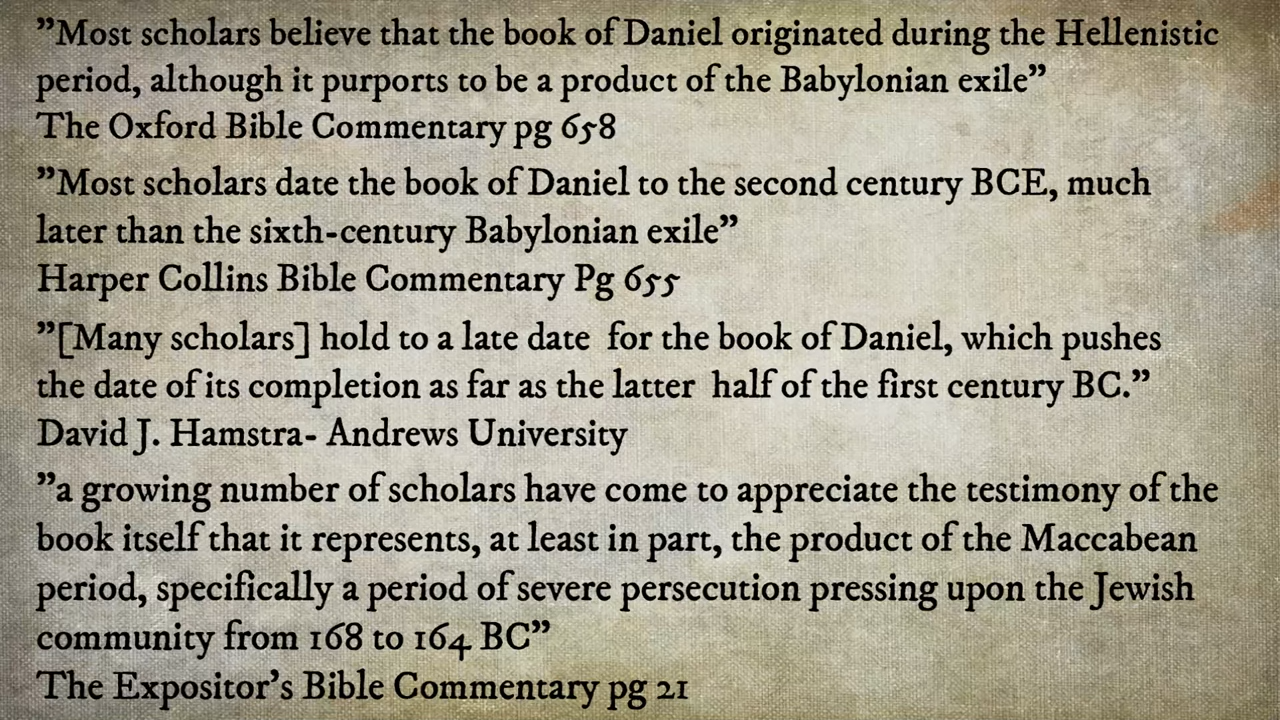 ”Most scholars believe that the book of Daniel originated during the Hellenistic
period, although it purports to be a product of the Babylonian exile”
The Oxford Bible Commentary pg 658
”Most scholars date the book of Daniel to the second century BCE, much
later than the sixth-century Babylonian exile”
Harper Collins Bible Commentary Pg 655
”[Many scholars] hold to a late date  for the book of Daniel, which pushes
the date of its completion as far as the latter  half of the first century BC.”
David J. Hamstra- Andrews University
”a growing number of scholars have come to appreciate the testimony of the
book itself that it represents, at least in part, the product of the Maccabean
period, specifically a period of severe persecution pressing upon the Jewish
community from 168 to 164 BC”
The Expositor’s Bible Commentary pg 21